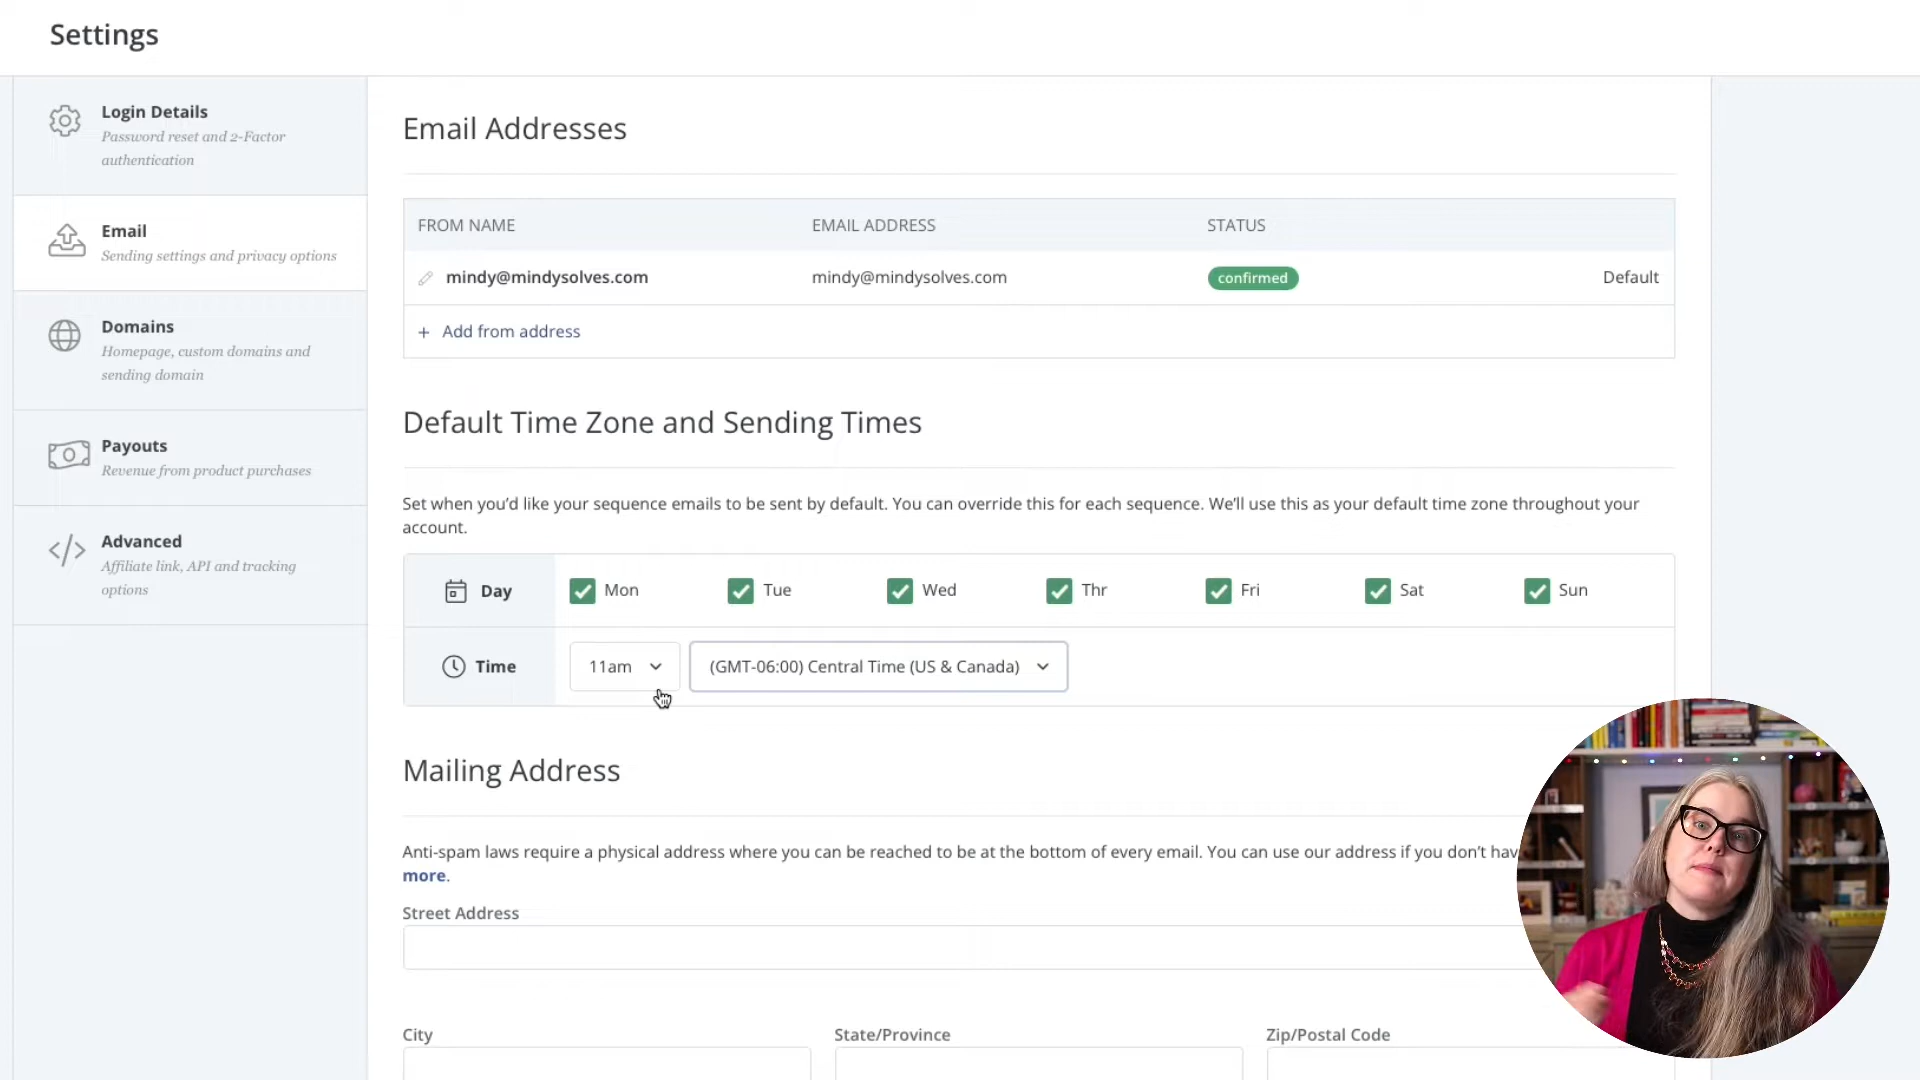 Settings
Login Details
Password reset and 2-Factor
authentication
Email
Sending settings and privacy options
Domains
Homepage, custom domains and
sending domain
Payouts
Revenue from product purchases
Advanced
Affiliate link, API and tracking
options
Email Addresses
FROM NAME EMAIL ADDRESS STATUS
mindy@mindysolves.com mindy@mindysolves.com confirmed Default
+ Add from address
Default Time Zone and Sending Times
Set when you’d like your sequence emails to be sent by default. You can override this for each sequence. We’ll use this as your default time zone throughout your
account.
Day Mon Tue Wed Thr Fri Sat Sun
Time 11am (GMT-06:00) Central Time (US & Canada)
Mailing Address
Anti-spam laws require a physical address where you can be reached to be at the bottom of every email. You can use our address if you don’t
more.
Street Address
City State/Province Zip/Postal Code